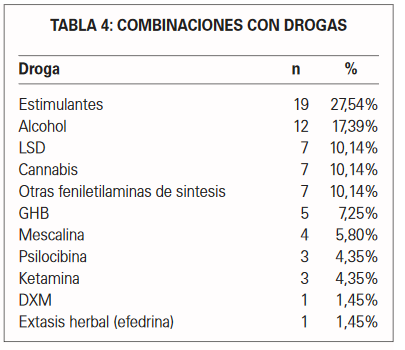 TABLA 4: COMBINACIONES CON DROGAS
Droga n %
Estimulantes 19 27,54%
Alcohol 12 17,39%
LSD 7 10,14%
Cannabis 7 10,14%
Otras feniletilaminas de sintesis 7 10,14%
GHB 5 7,25%
Mescalina 4 5,80%
Psilocibina 3 4,35%
Ketamina 3 4,35%
DXM 1 1,45%
Extasis herbal (efedrina) 1 1,45%